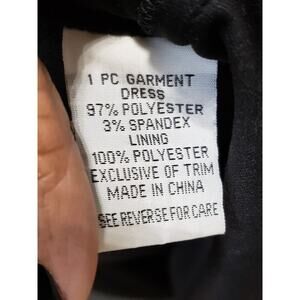 1 PC GARMENT
DRESS
97% POLYESTER
3% SPANDEX
LINING
100% POLYESTER
EXCLUSIVE OF TRIM
MADE IN CHINA
SEE REVERSE FOR CARE